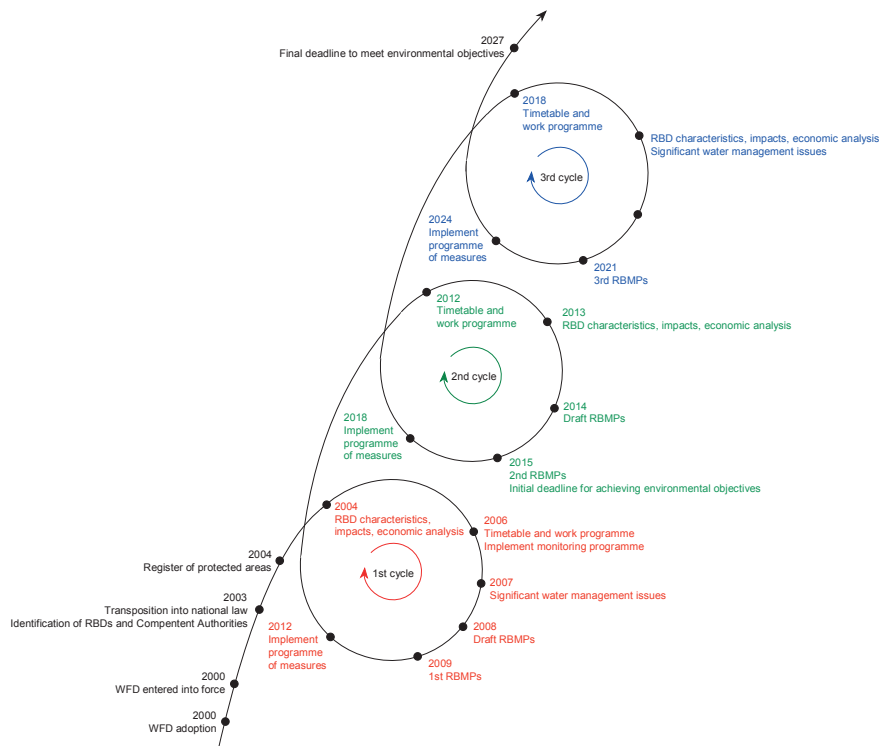 2027
Final deadline to meet environmental objectives
2018
Timetable and
work programme
RBD characteristics, impacts, economic analysis
Significant water management issues
3rd cycle
2024
Implement
programme
of measures
2021
3rd RBMPs
2012
Timetable and
work programme
2013
RBD characteristics, impacts, economic analysis
2nd cycle
2018
Implement
programme
of measures
2014
Draft RBMPs
2015
2nd RBMPs
Initial deadline for achieving environmental objectives
2004
RBD characteristics,
impacts, economic analysis
2006
Timetable and work programme
Implement monitoring programme
2004
Register of protected areas
1st cycle
2007
Significant water management issues
2003
Transposition into national law
Identification of RBDs and Compentent Authorities
2012
Implement
programme
of measures
2008
Draft RBMPs
2009
1st RBMPs
2000
WFD entered into force
2000
WFD adoption